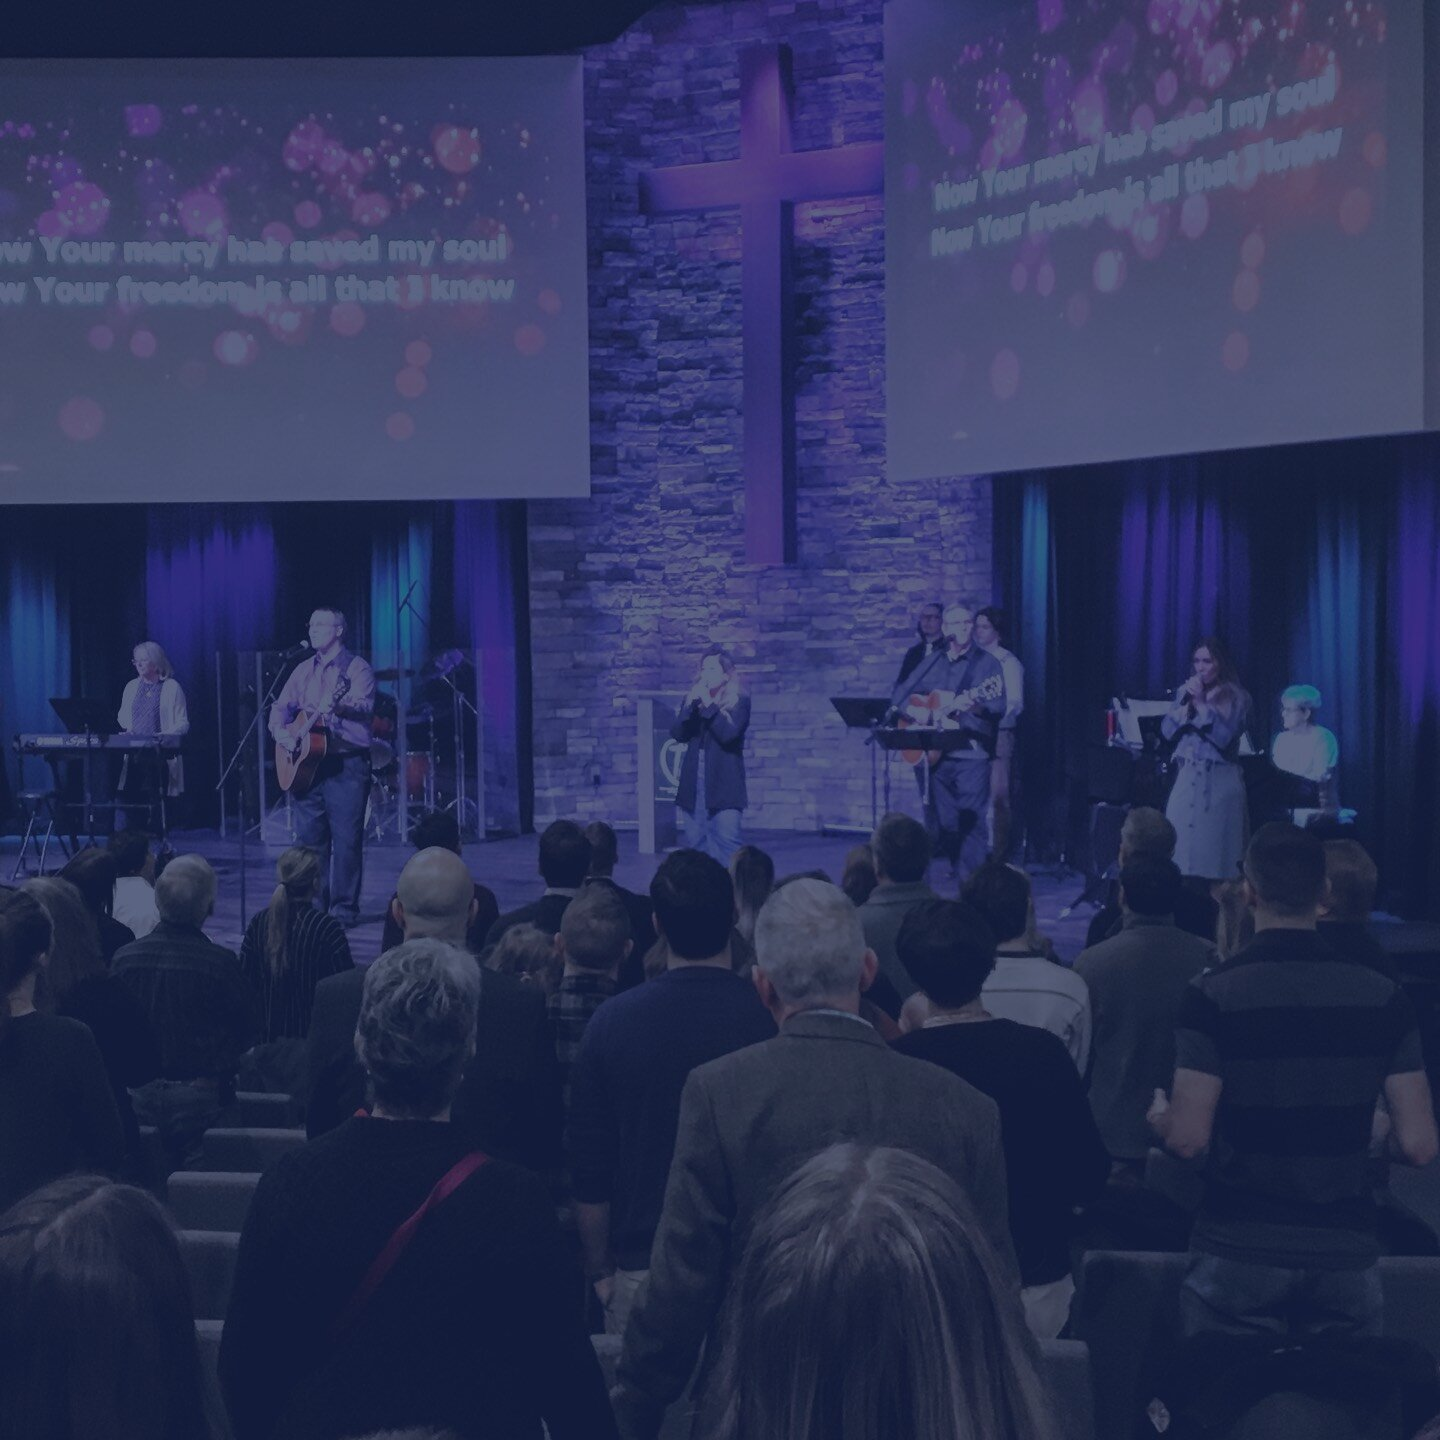 ow Your mercy has saved my soul
w Your freedom is all that I know
Now Your mercy has saved my soul
Now Your freedom is all that I know